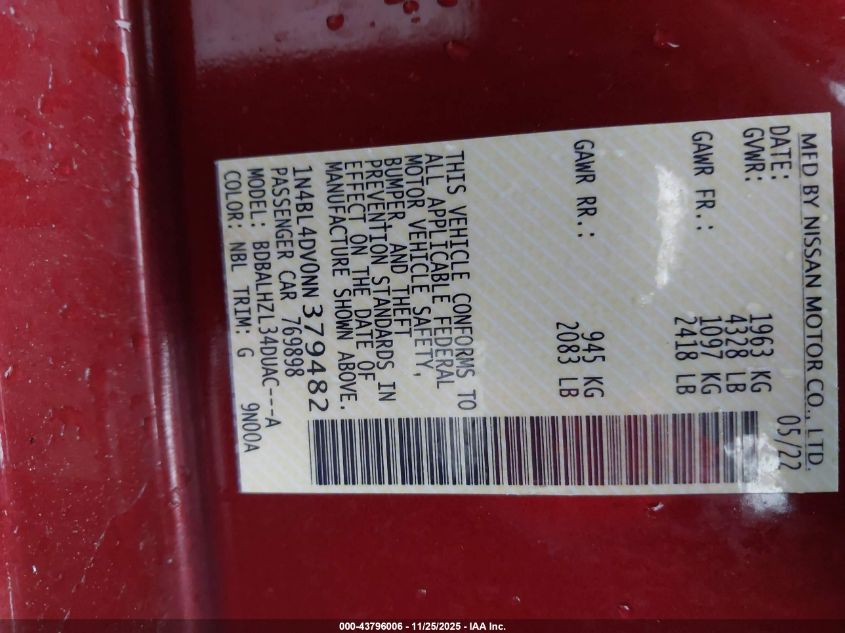 MFD BY NISSAN MOTOR CO., LTD.
DATE: 05/22
GVWR: 1963 KG
4328 LB
GAWR FR.: 1097 KG
2418 LB
GAWR RR.: 945 KG
2083 LB
THIS VEHICLE CONFORMS TO
ALL APPLICABLE FEDERAL
MOTOR VEHICLE SAFETY,
BUMPER, AND THEFT
PREVENTION STANDARDS IN
EFFECT ON THE DATE OF
MANUFACTURE SHOWN ABOVE.
1N4BL4DV0NN379482
PASSENGER CAR 769898
MODEL: BDBALHZL34DUAC---A
COLOR: NBL TRIM: G 9N00A
000-43796006 - 11/25/2025 - IAA Inc.